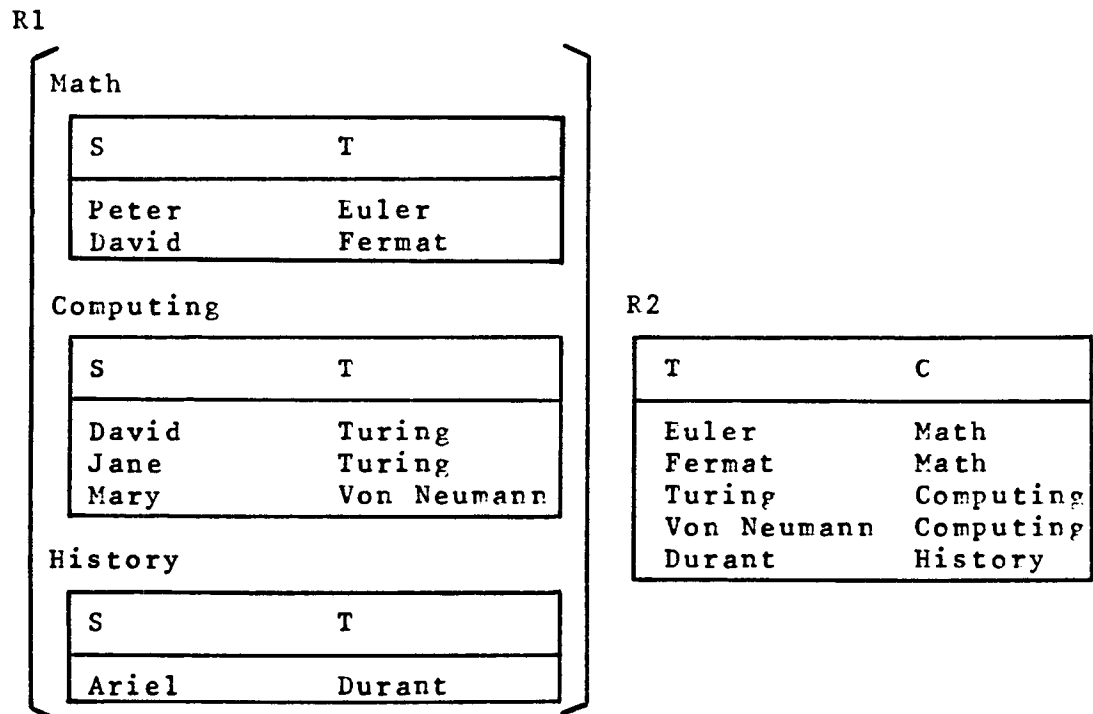 R1
Math
S T
Peter Euler
David Fermat
Computing
S T
David Turing
Jane Turing
Mary Von Neumann
History
S T
Ariel Durant
R2
T C
Euler Math
Fermat Math
Turing Computing
Von Neumann Computing
Durant History